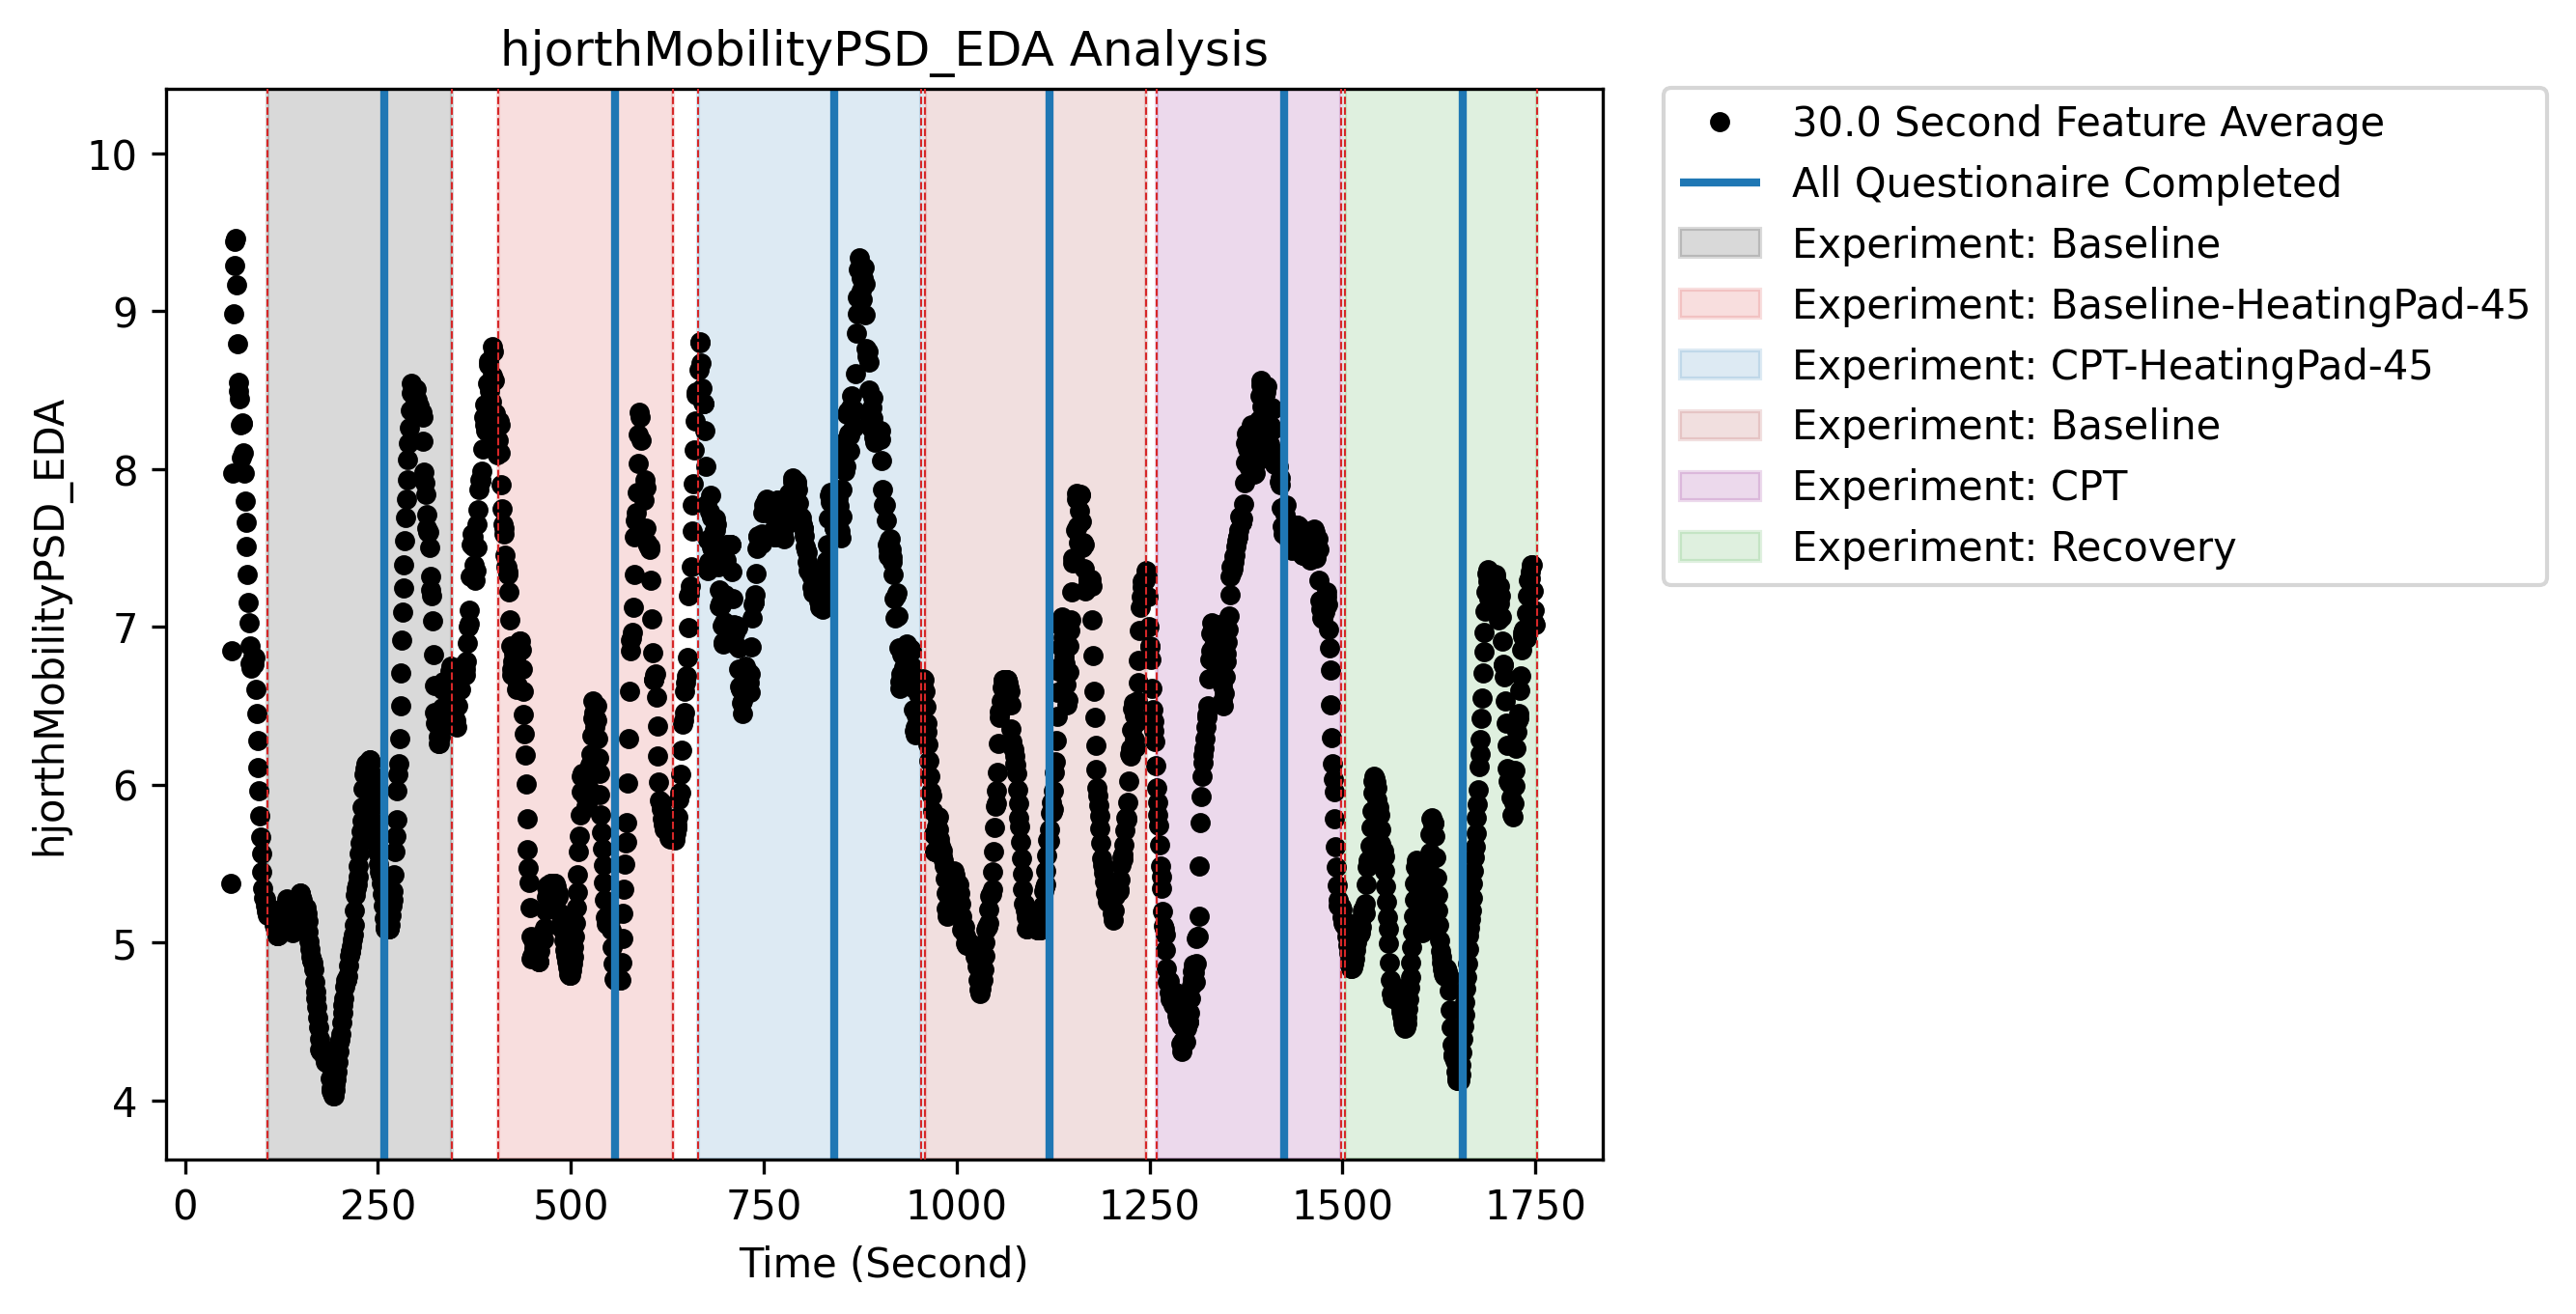 hjorthMobilityPSD_EDA Analysis
hjorthMobilityPSD_EDA
10
9
8
7
6
5
4
0 250 500 750 1000 1250 1500 1750
Time (Second)
30.0 Second Feature Average
All Questionaire Completed
Experiment: Baseline
Experiment: Baseline-HeatingPad-45
Experiment: CPT-HeatingPad-45
Experiment: Baseline
Experiment: CPT
Experiment: Recovery